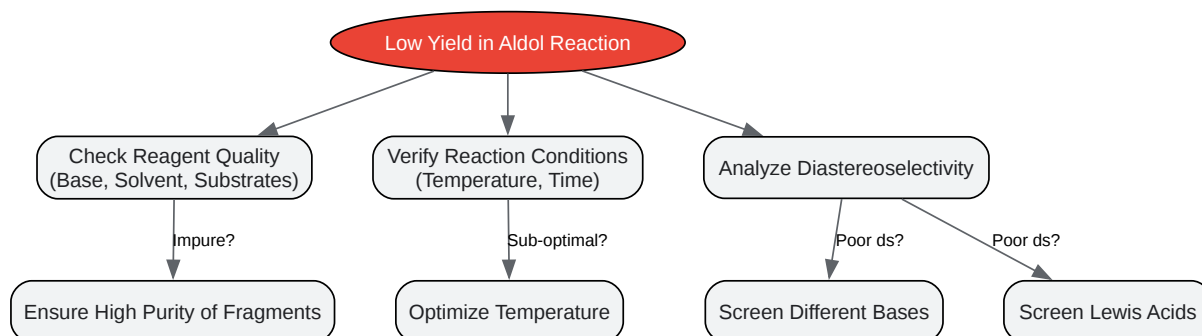 Low Yield in Aldol Reaction
Check Reagent Quality
(Base, Solvent, Substrates)
Verify Reaction Conditions
(Temperature, Time)
Analyze Diastereoselectivity
Impure?
Sub-optimal?
Poor ds?
Poor ds?
Ensure High Purity of Fragments
Optimize Temperature
Screen Different Bases
Screen Lewis Acids